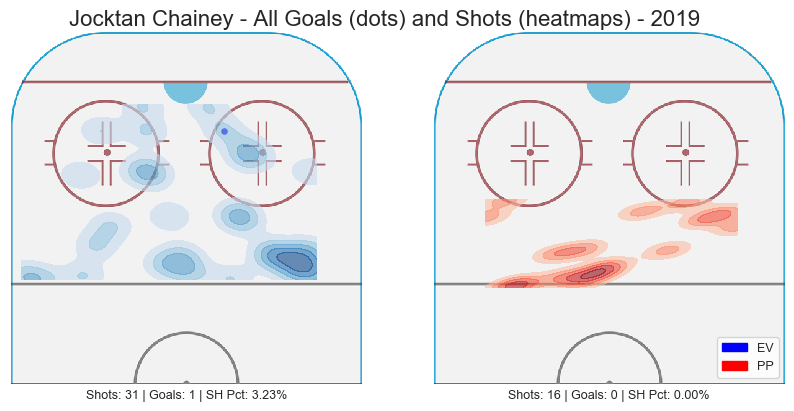 Jocktan Chainey - All Goals (dots) and Shots (heatmaps) - 2019
EV
PP
Shots: 31 | Goals: 1 | SH Pct: 3.23%
Shots: 16 | Goals: 0 | SH Pct: 0.00%